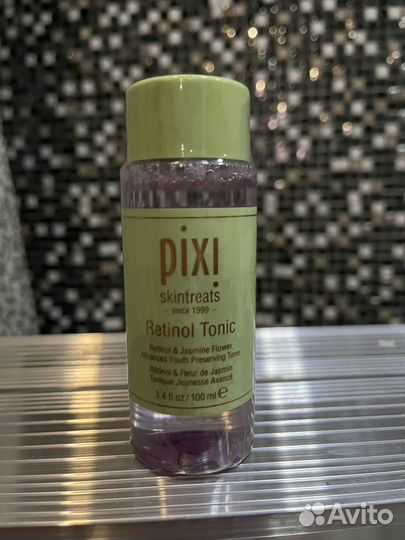 pixi
skintreats
– since 1999 –
Retinol Tonic
Retinol & Jasmine Flower
Advanced Youth Preserving Toner
Rétinol & Fleur de Jasmin
Tonique Jeunesse Avancé
3.4 fl oz / 100 ml ℮
Avito